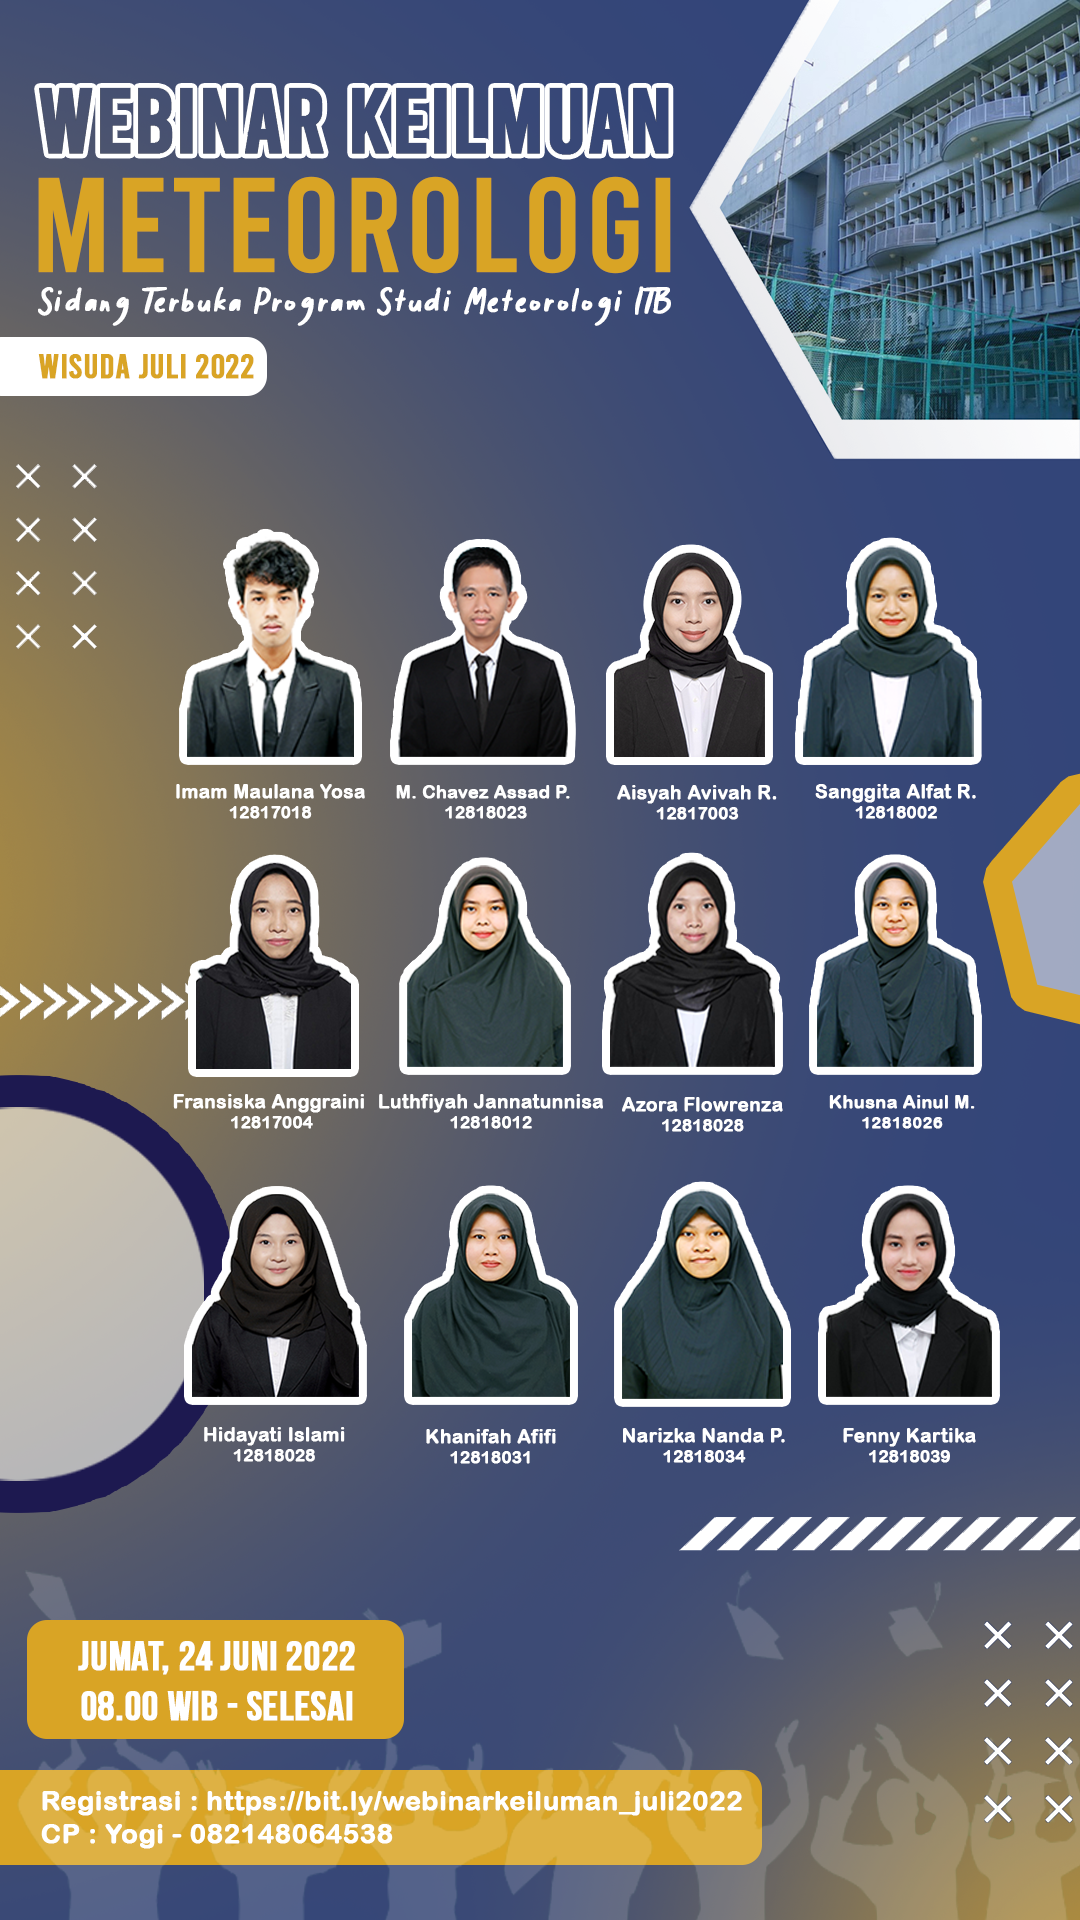 WEBINAR KEILMUAN
METEOROLOGI
Sidang Terbuka Program Studi Meteorologi ITB
WISUDA JULI 2022
Imam Maulana Yosa
12817018
M. Chavez Assad P.
12818023
Aisyah Avivah R.
12817003
Sanggita Alfat R.
12818002
Fransiska Anggraini
12817004
Luthfiyah Jannatunnisa
12818012
Azora Flowrenza
12818028
Khusna Ainul M.
12818026
Hidayati Islami
12818028
Khanifah Afifi
12818031
Narizka Nanda P.
12818034
Fenny Kartika
12818039
JUMAT, 24 JUNI 2022
08.00 WIB - SELESAI
Registrasi : https://bit.ly/webinarkeiluman_juli2022
CP : Yogi - 082148064538